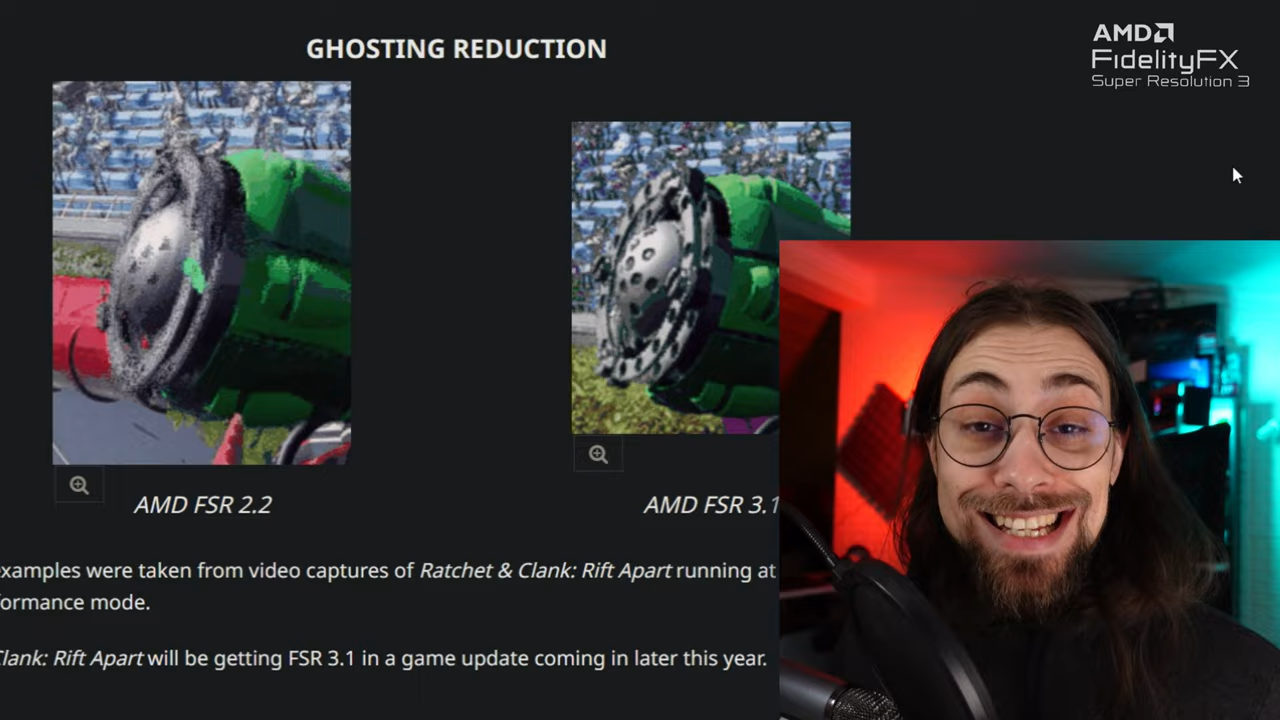 GHOSTING REDUCTION
AMD
FidelityFX
Super Resolution 3
AMD FSR 2.2
AMD FSR 3.1
examples were taken from video captures of Ratchet & Clank: Rift Apart running at
mode.
Clank: Rift Apart will be getting FSR 3.1 in a game update coming in later this year.